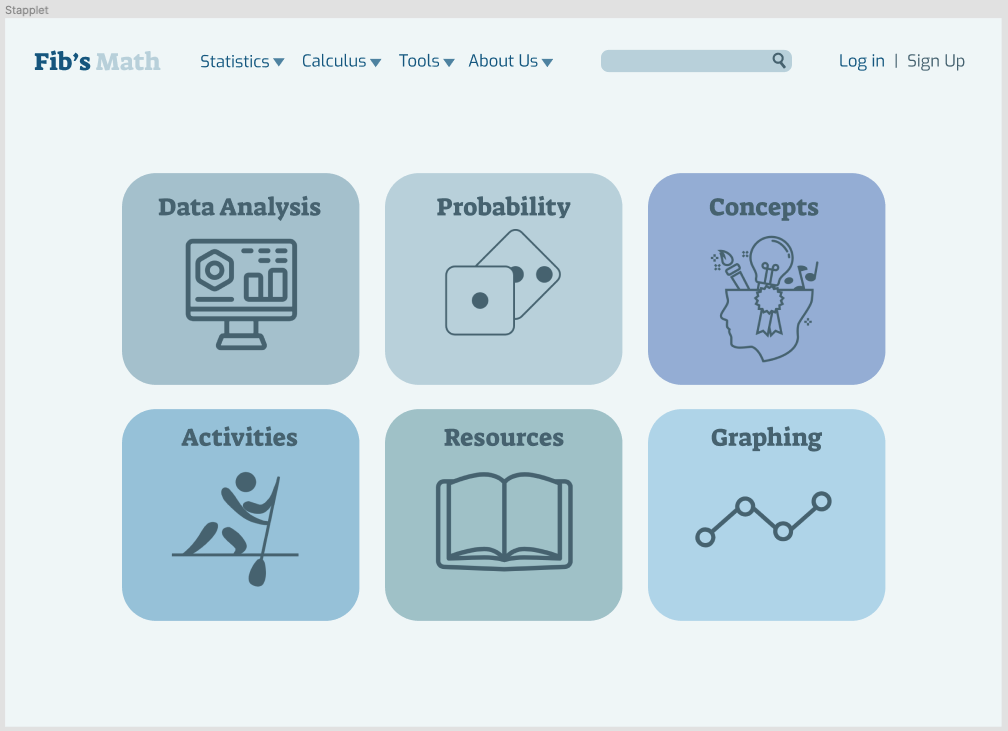 Stapplet
Fib's Math Statistics Calculus Tools About Us Log in | Sign Up
Data Analysis Probability Concepts
Activities Resources Graphing